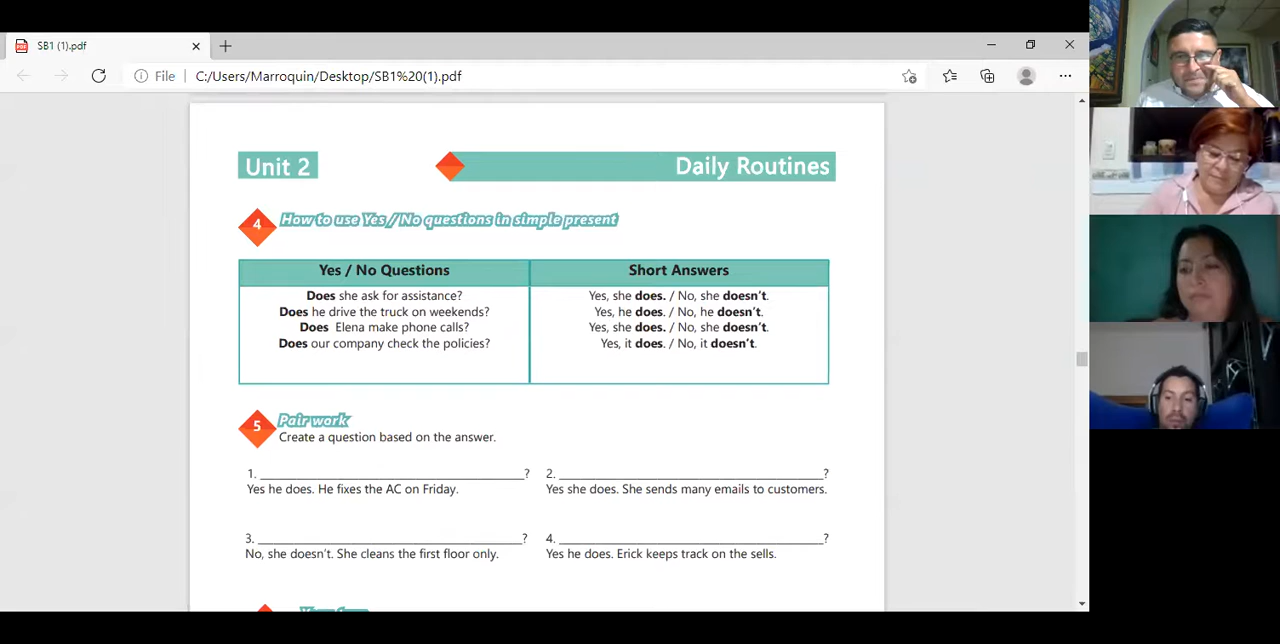 SB1 (1).pdf
File
C:/Users/Marroquin/Desktop/SB1%20(1).pdf
Unit 2
Daily Routines
4
How to use Yes / No questions in simple present
Yes / No Questions
Short Answers
Does she ask for assistance?
Yes, she does. / No, she doesn't.
Does he drive the truck on weekends?
Yes, he does. / No, he doesn't.
Does Elena make phone calls?
Yes, she does. / No, she doesn't.
Does our company check the policies?
Yes, it does. / No, it doesn't.
5
Pair work
Create a question based on the answer.
1. ______________________________?
2. ______________________________?
Yes he does. He fixes the AC on Friday.
Yes she does. She sends many emails to customers.
3. ______________________________?
4. ______________________________?
No, she doesn't. She cleans the first floor only.
Yes he does. Erick keeps track on the sells.